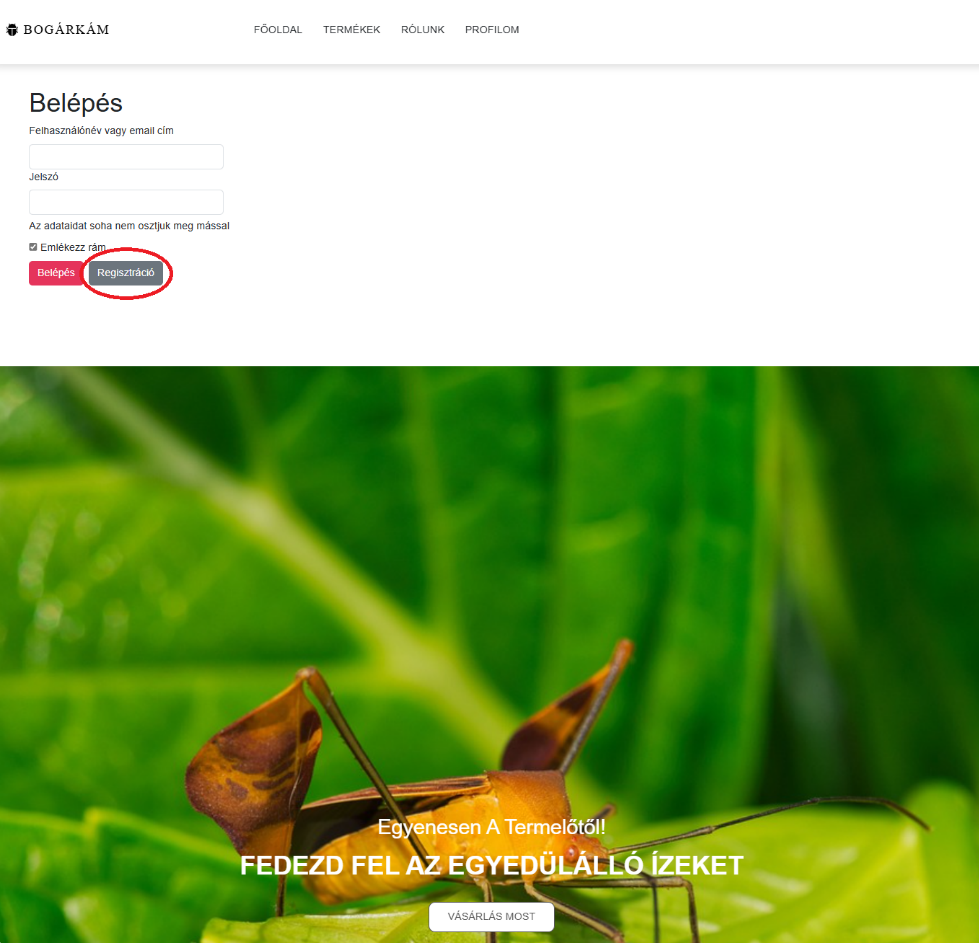 BOGÁRKÁM
FŐOLDAL TERMÉKEK RÓLUNK PROFILOM
Belépés
Felhasználónév vagy email cím
Jelszó
Az adataidat soha nem osztjuk meg mással
Emlékezz rám
Belépés Regisztráció
Egyenesen A Termelőtől!
FEDEZD FEL AZ EGYEDÜLÁLLÓ ÍZEKET
VÁSÁRLÁS MOST